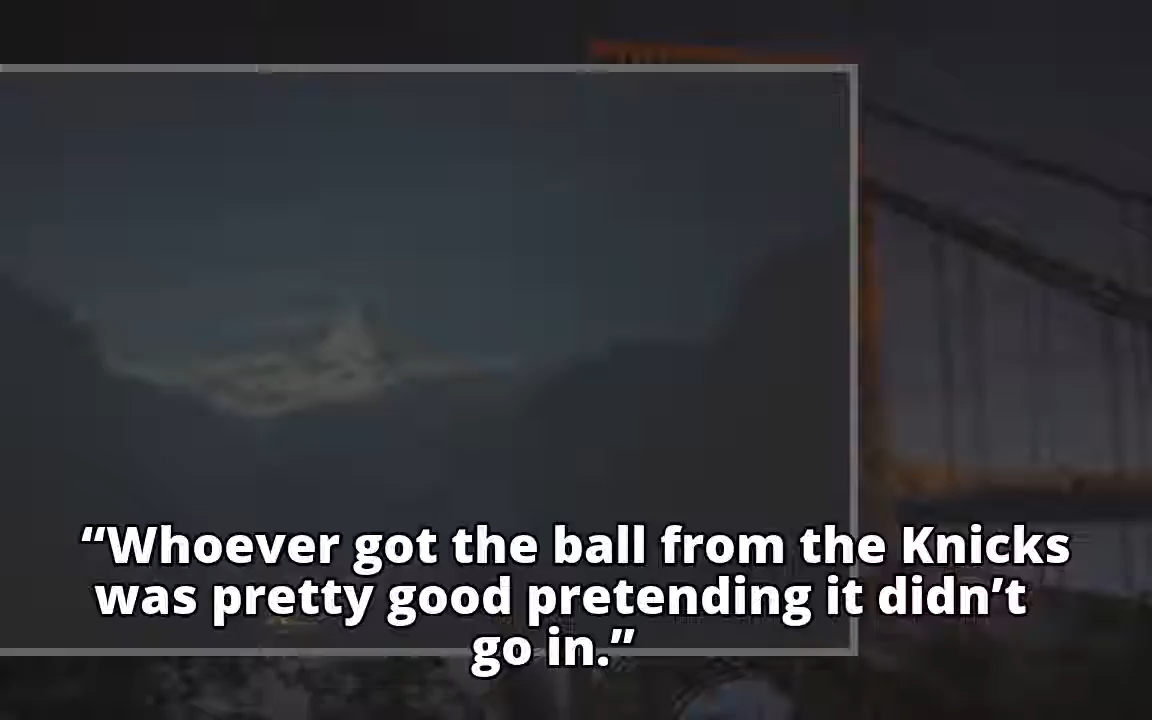 “Whoever got the ball from the Knicks
was pretty good pretending it didn’t
go in.”